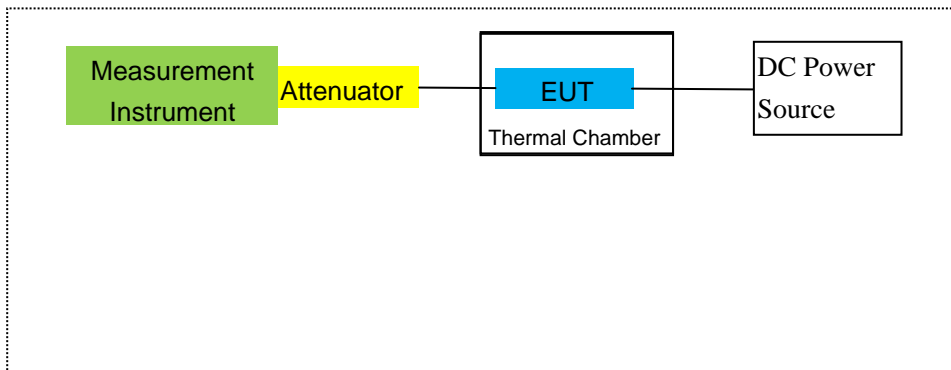 Measurement
Instrument
Attenuator
EUT
Thermal Chamber
DC Power
Source